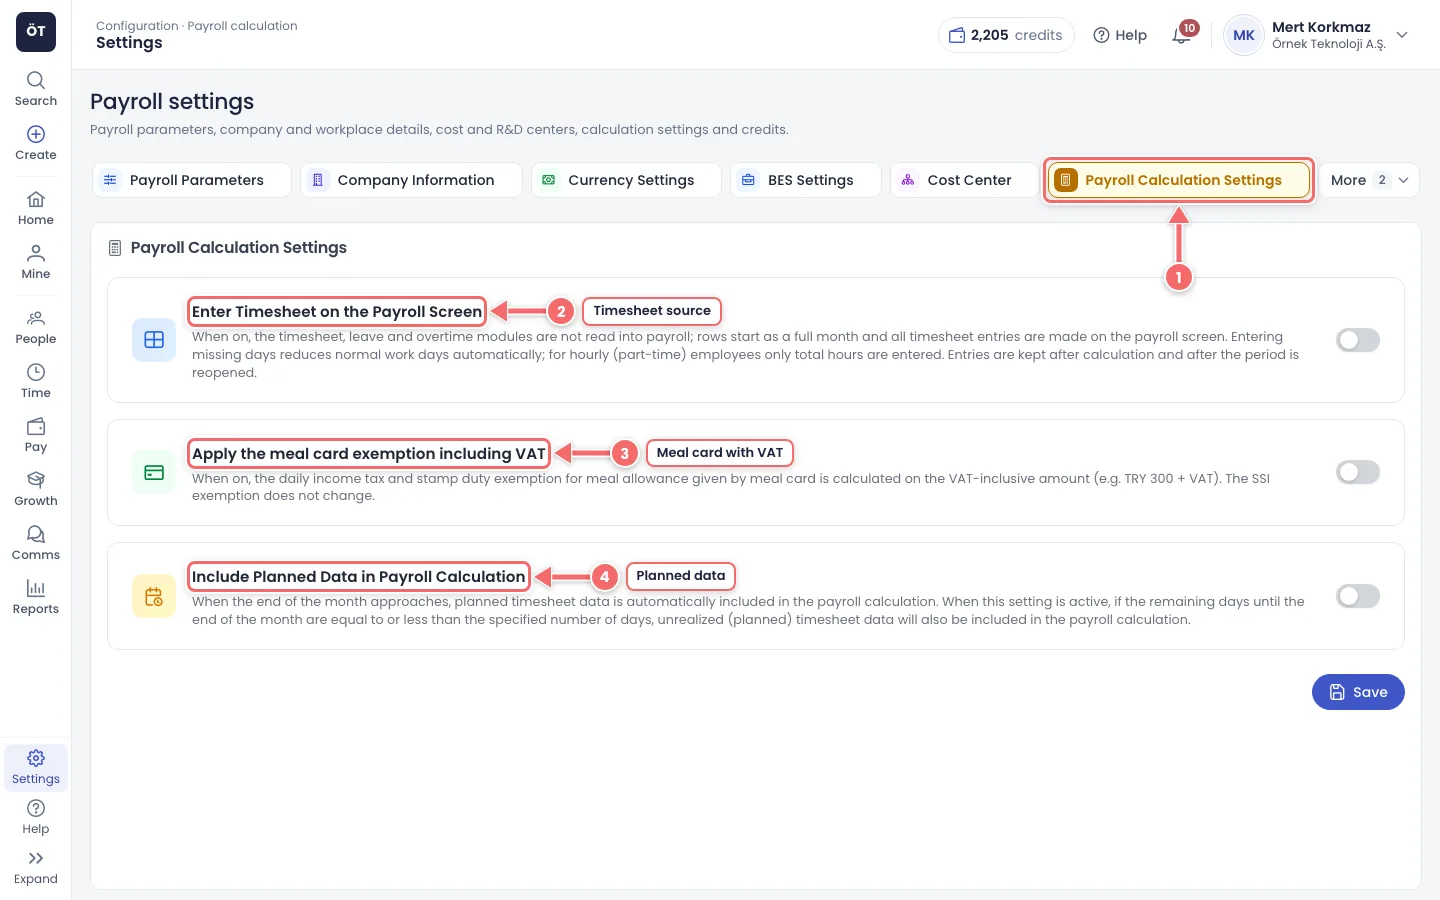 ÖT
Search
Create
Home
Mine
People
Time
Pay
Growth
Comms
Reports
Settings
Help
Expand
Configuration · Payroll calculation
Settings
2,205 credits
Help
10
MK
Mert Korkmaz
Örnek Teknoloji A.Ş.
Payroll settings
Payroll parameters, company and workplace details, cost and R&D centers, calculation settings and credits.
Payroll Parameters
Company Information
Currency Settings
BES Settings
Cost Center
Payroll Calculation Settings
More 2
1
Payroll Calculation Settings
Enter Timesheet on the Payroll Screen
2
Timesheet source
When on, the timesheet, leave and overtime modules are not read into payroll; rows start as a full month and all timesheet entries are made on the payroll screen. Entering
missing days reduces normal work days automatically; for hourly (part-time) employees only total hours are entered. Entries are kept after calculation and after the period is
reopened.
Apply the meal card exemption including VAT
3
Meal card with VAT
When on, the daily income tax and stamp duty exemption for meal allowance given by meal card is calculated on the VAT-inclusive amount (e.g. TRY 300 + VAT). The SSI
exemption does not change.
Include Planned Data in Payroll Calculation
4
Planned data
When the end of the month approaches, planned timesheet data is automatically included in the payroll calculation. When this setting is active, if the remaining days until the
end of the month are equal to or less than the specified number of days, unrealized (planned) timesheet data will also be included in the payroll calculation.
Save